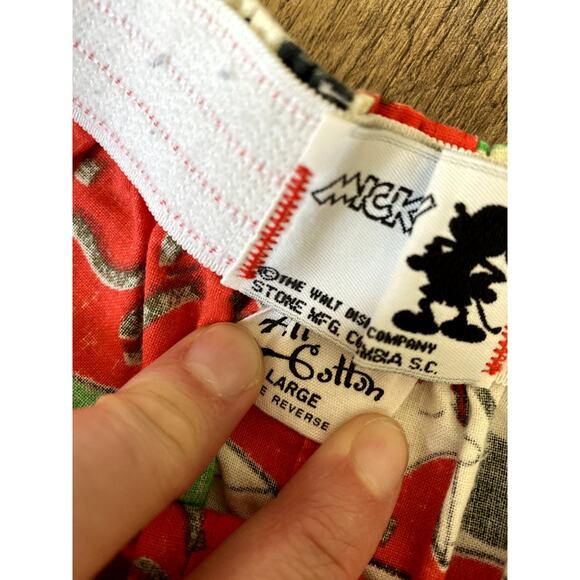 MICK
©THE WALT DIS COMPANY
STONE MFG. CO MBIA S.C.
All
Cotton
LARGE
E REVERSE